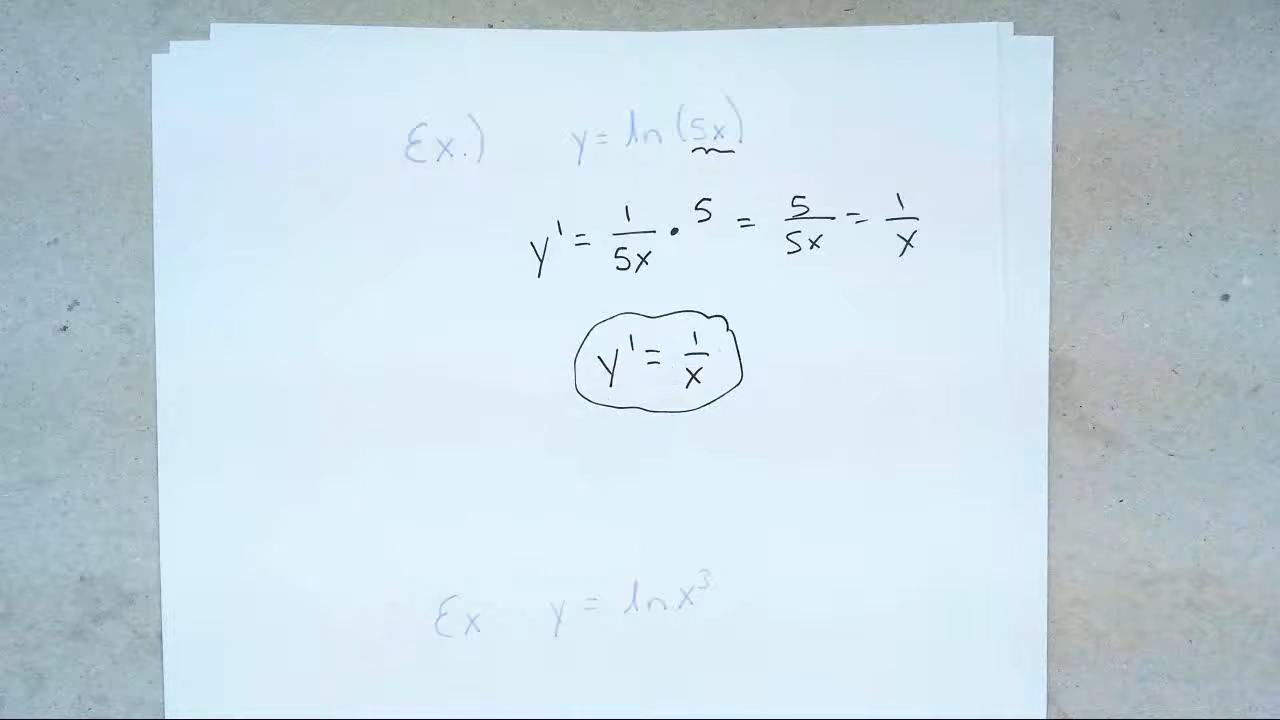 Ex.) y = ln (5x)
y' = 1/5x · 5 = 5/5x = 1/x
y' = 1/x
Ex y = ln x³